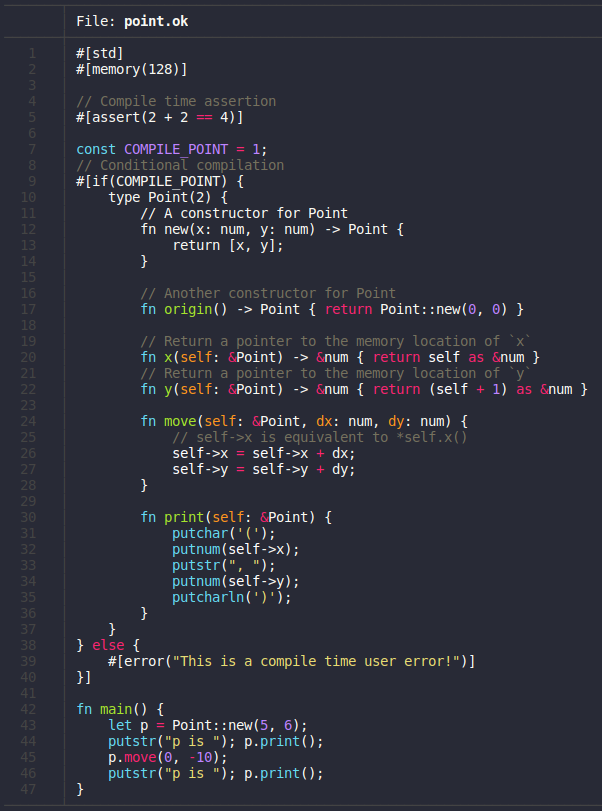 File: point.ok
1 #[std]
2 #[memory(128)]
3
4 // Compile time assertion
5 #[assert(2 + 2 == 4)]
6
7 const COMPILE_POINT = 1;
8 // Conditional compilation
9 #[if(COMPILE_POINT) {
10     type Point(2) {
11         // A constructor for Point
12         fn new(x: num, y: num) -> Point {
13             return [x, y];
14         }
15
16         // Another constructor for Point
17         fn origin() -> Point { return Point::new(0, 0) }
18
19         // Return a pointer to the memory location of `x`
20         fn x(self: &Point) -> &num { return self as &num }
21         // Return a pointer to the memory location of `y`
22         fn y(self: &Point) -> &num { return (self + 1) as &num }
23
24         fn move(self: &Point, dx: num, dy: num) {
25             // self->x is equivalent to *self.x()
26             self->x = self->x + dx;
27             self->y = self->y + dy;
28         }
29
30         fn print(self: &Point) {
31             putchar('(');
32             putnum(self->x);
33             putstr(", ");
34             putnum(self->y);
35             putcharln(')');
36         }
37     }
38 } else {
39     #[error("This is a compile time user error!")]
40 }]
41
42 fn main() {
43     let p = Point::new(5, 6);
44     putstr("p is "); p.print();
45     p.move(0, -10);
46     putstr("p is "); p.print();
47 }